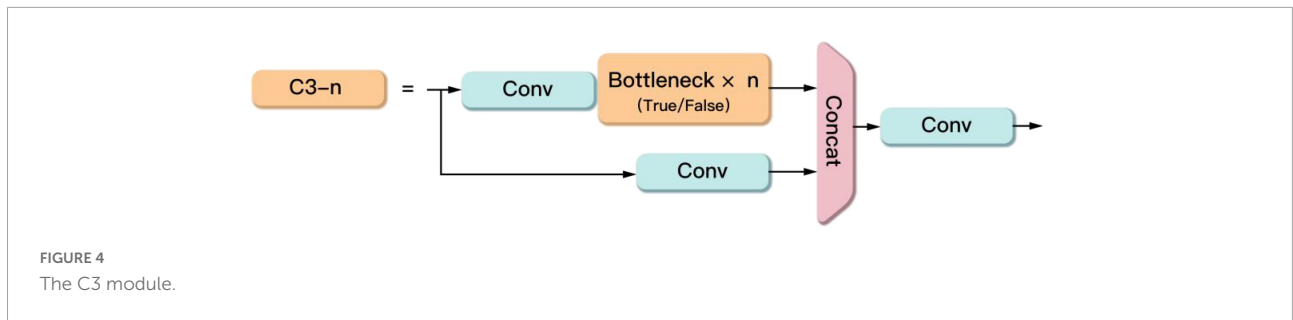 C3-n
=
Conv
Bottleneck × n
(True/False)
Concat
Conv
Conv
FIGURE 4
The C3 module.